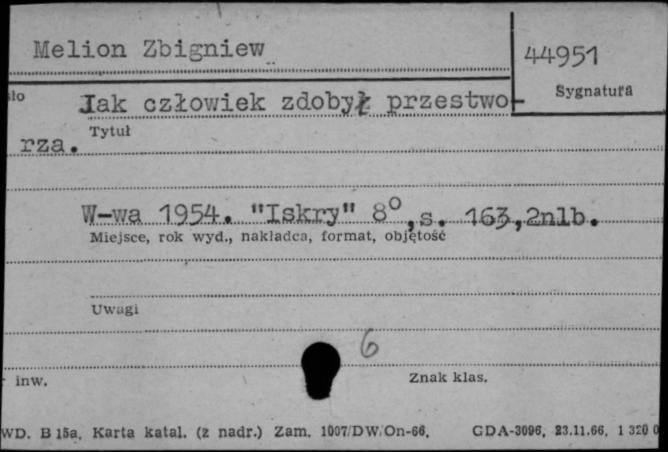 Melion Zbigniew
44951
Sygnatura
Jak człowiek zdobył przestwo-
Tytuł
rza.
W-wa 1954. "Iskry" 8°,s. 163,2nlb.
Miejsce, rok wyd., nakładca, format, objętość
Uwagi
6
inw.
Znak klas.
WD. B 15a. Karta katal. (z nadr.) Zam. 1007/DW/On-66. GDA-3096. 23.11.66. 1 320 0